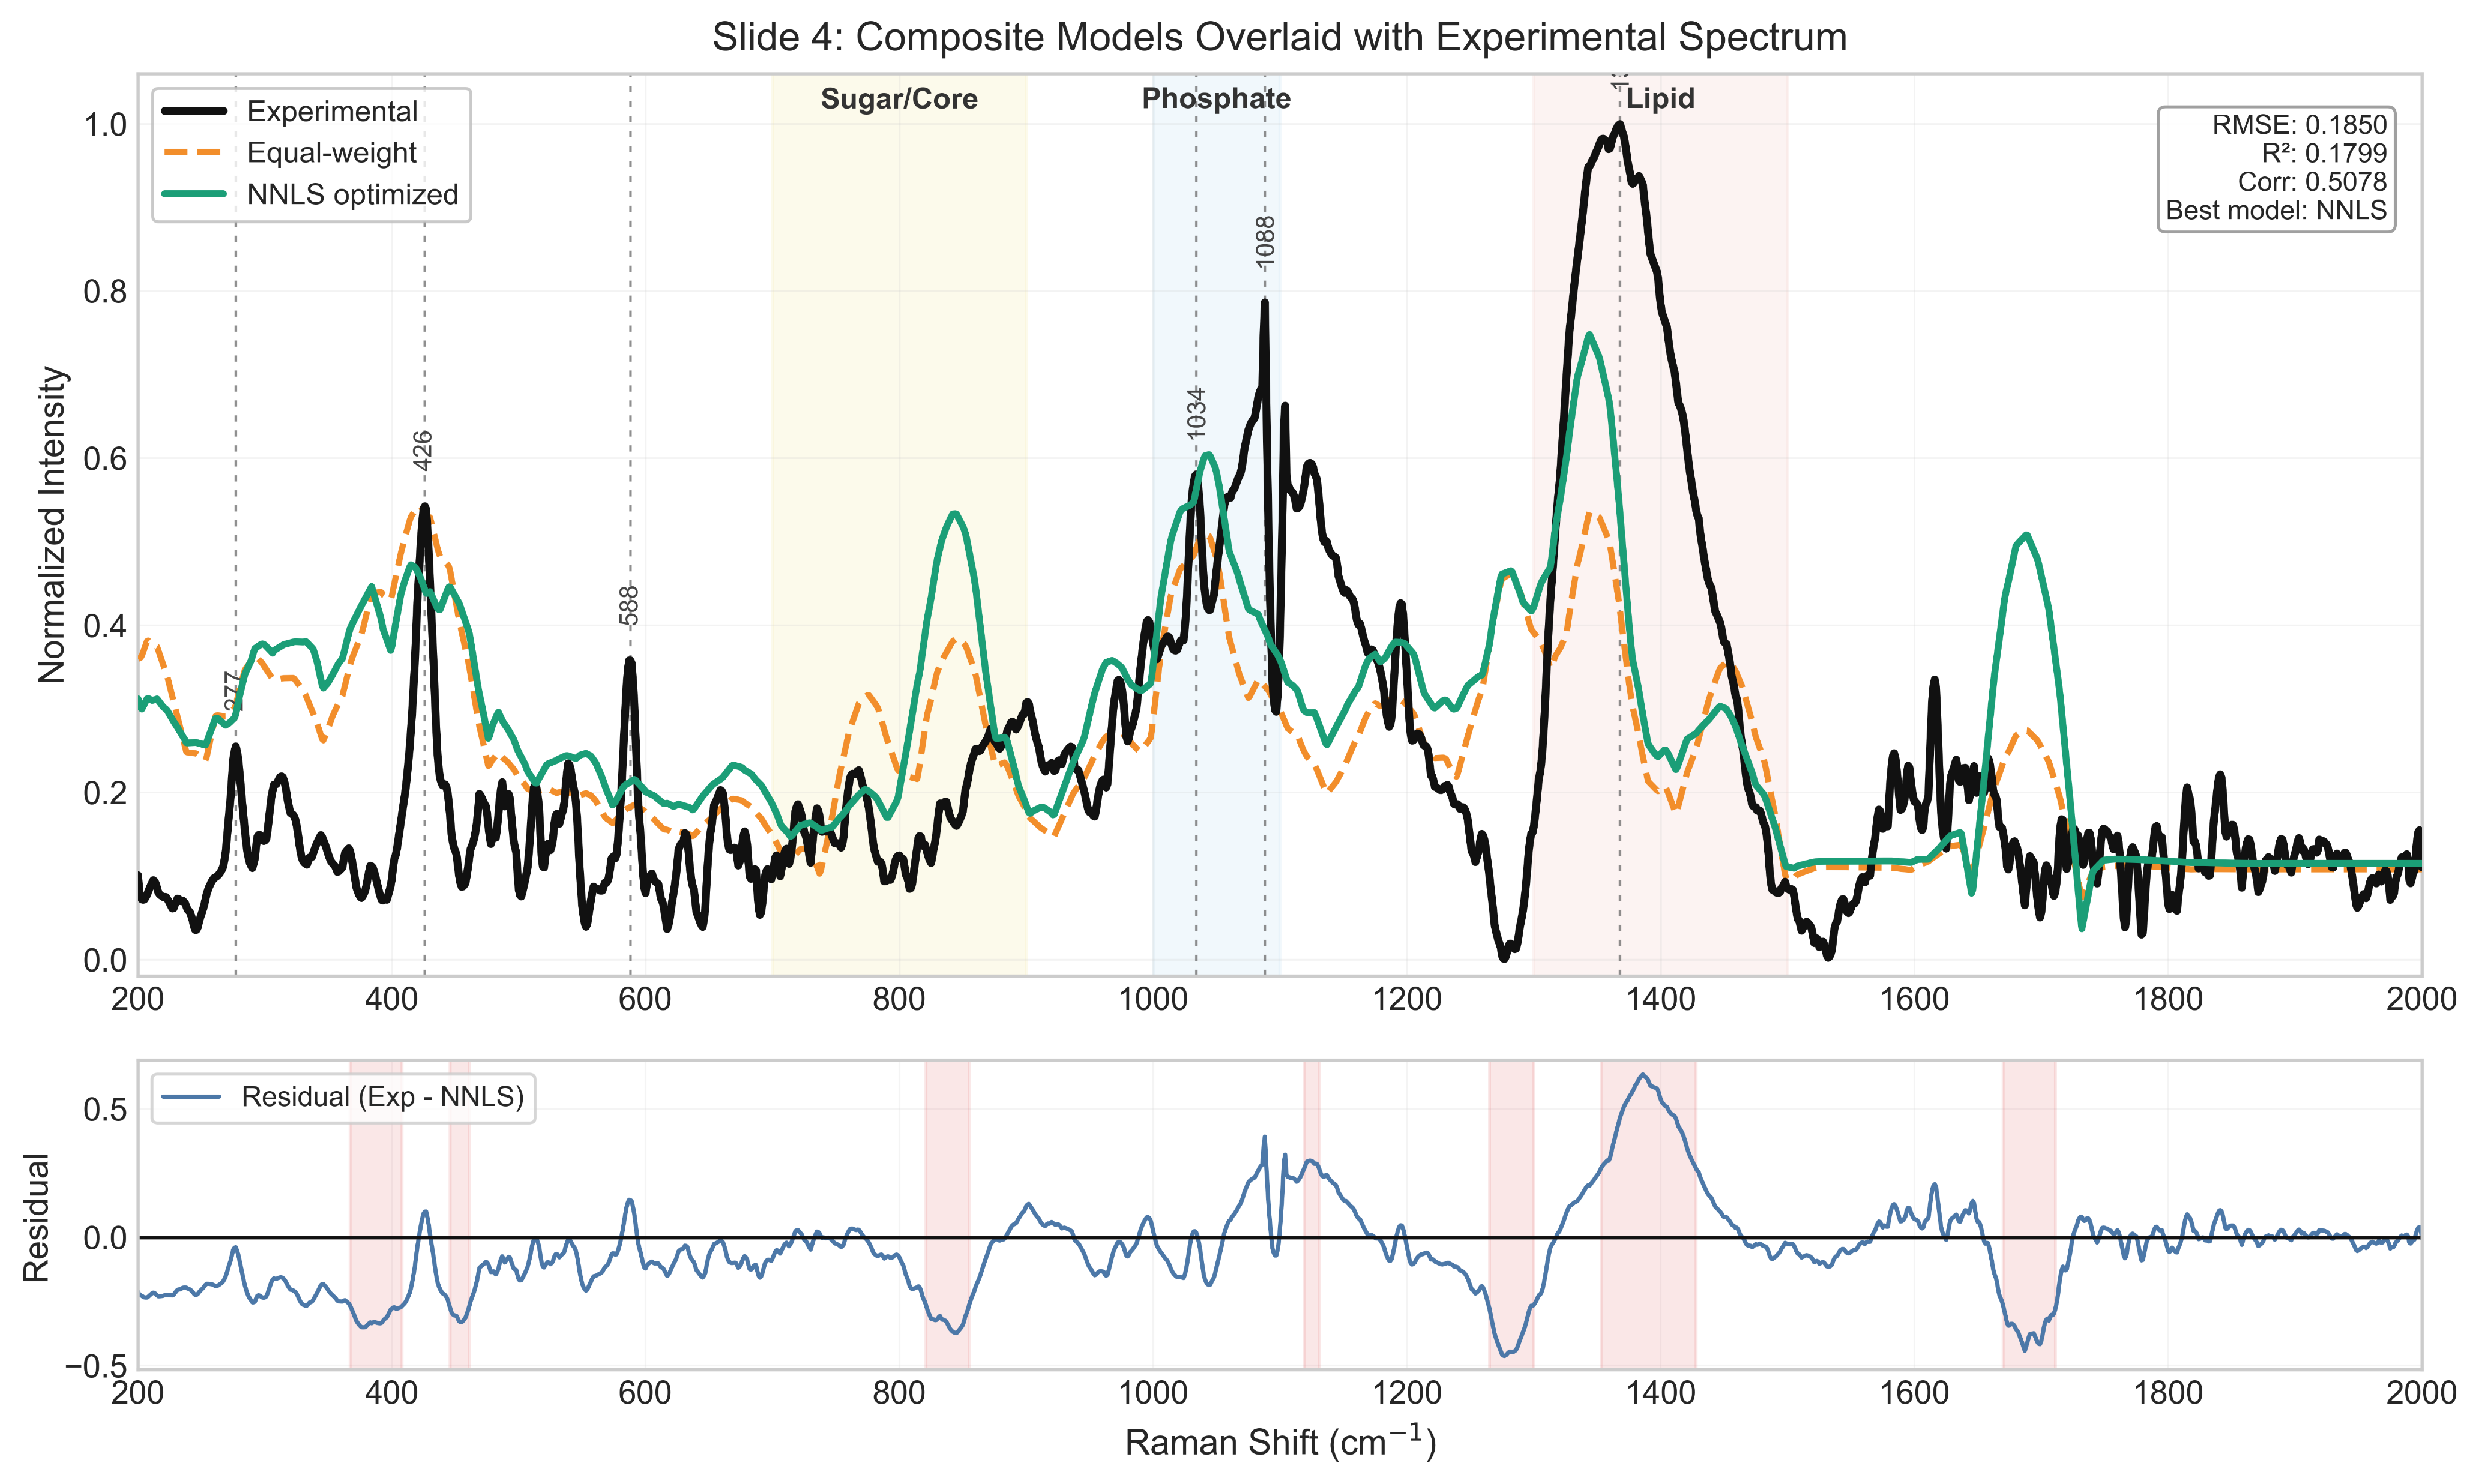 Slide 4: Composite Models Overlaid with Experimental Spectrum
Experimental
Equal-weight
NNLS optimized
Sugar/Core
Phosphate
Lipid
RMSE: 0.1850
R²: 0.1799
Corr: 0.5078
Best model: NNLS
277
426
588
1034
1088
Normalized Intensity
1.0
0.8
0.6
0.4
0.2
0.0
200 400 600 800 1000 1200 1400 1600 1800 2000
Residual (Exp - NNLS)
Residual
0.5
0.0
−0.5
200 400 600 800 1000 1200 1400 1600 1800 2000
Raman Shift (cm⁻¹)